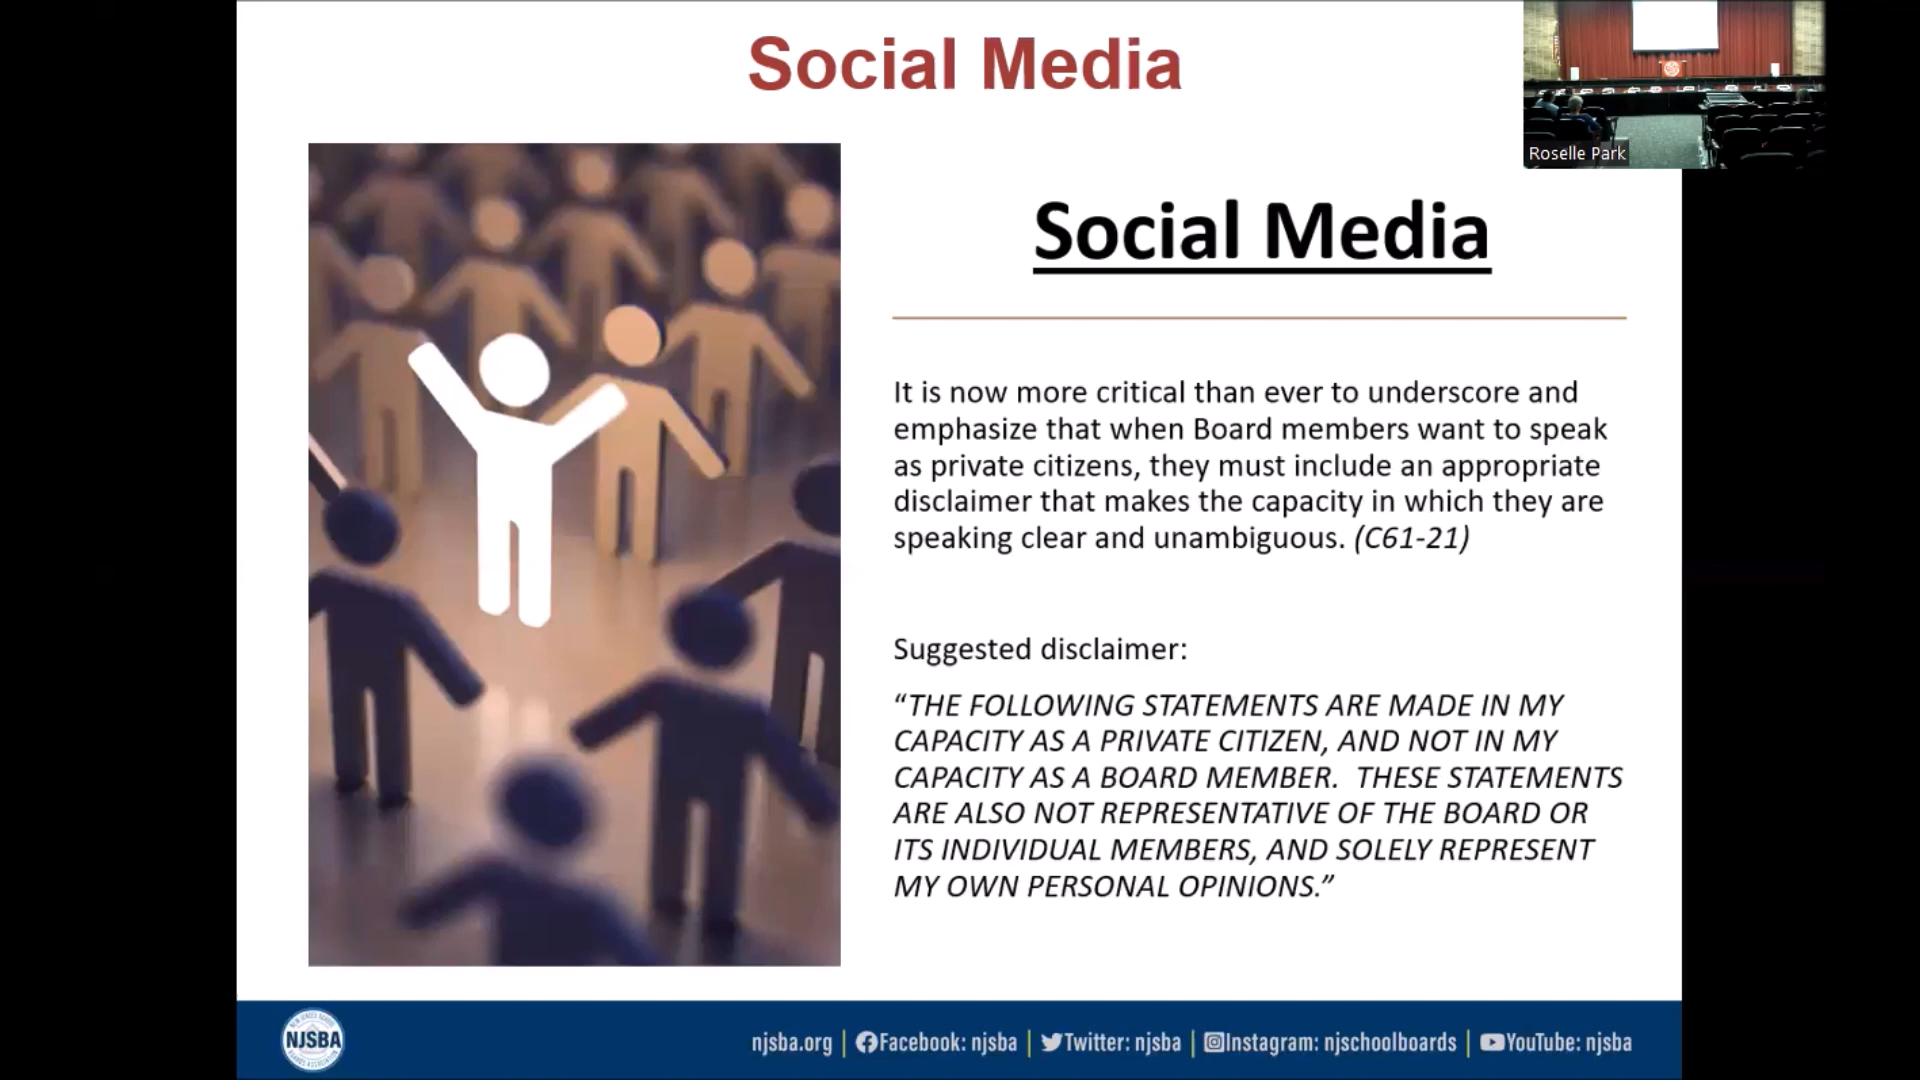 Social Media
Roselle Park
Social Media
It is now more critical than ever to underscore and
emphasize that when Board members want to speak
as private citizens, they must include an appropriate
disclaimer that makes the capacity in which they are
speaking clear and unambiguous. (C61-21)
Suggested disclaimer:
“THE FOLLOWING STATEMENTS ARE MADE IN MY
CAPACITY AS A PRIVATE CITIZEN, AND NOT IN MY
CAPACITY AS A BOARD MEMBER. THESE STATEMENTS
ARE ALSO NOT REPRESENTATIVE OF THE BOARD OR
ITS INDIVIDUAL MEMBERS, AND SOLELY REPRESENT
MY OWN PERSONAL OPINIONS.”
NJSBA
njsba.org | Facebook: njsba | Twitter: njsba | Instagram: njschoolboards | YouTube: njsba